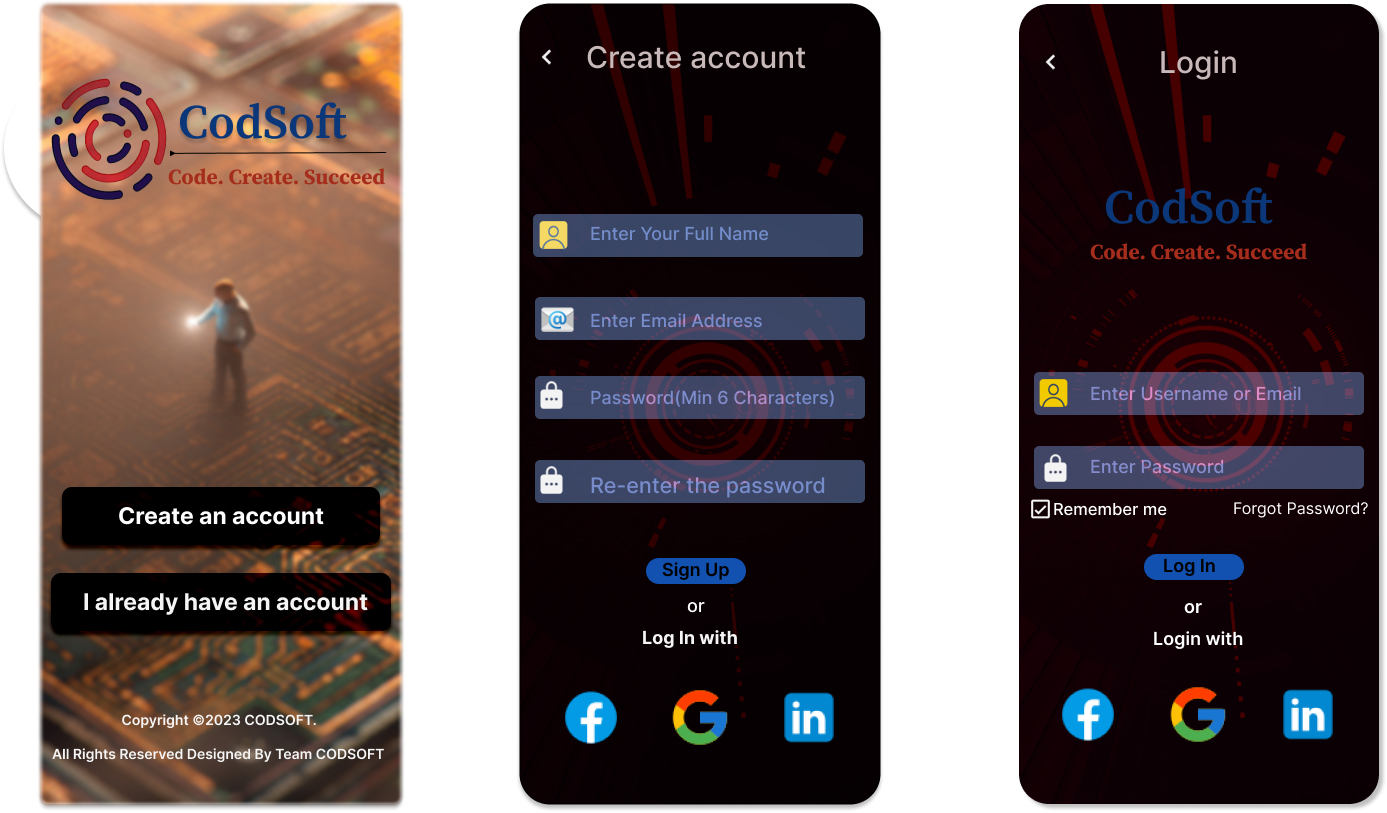 CodSoft
Code. Create. Succeed
Create an account
I already have an account
Copyright ©2023 CODSOFT.
All Rights Reserved Designed By Team CODSOFT
Create account
Enter Your Full Name
@
Enter Email Address
Password(Min 6 Characters)
Re-enter the password
Sign Up
or
Log In with
f G in
Login
CodSoft
Code. Create. Succeed
Enter Username or Email
Enter Password
Remember me Forgot Password?
Log In
or
Login with
f G in